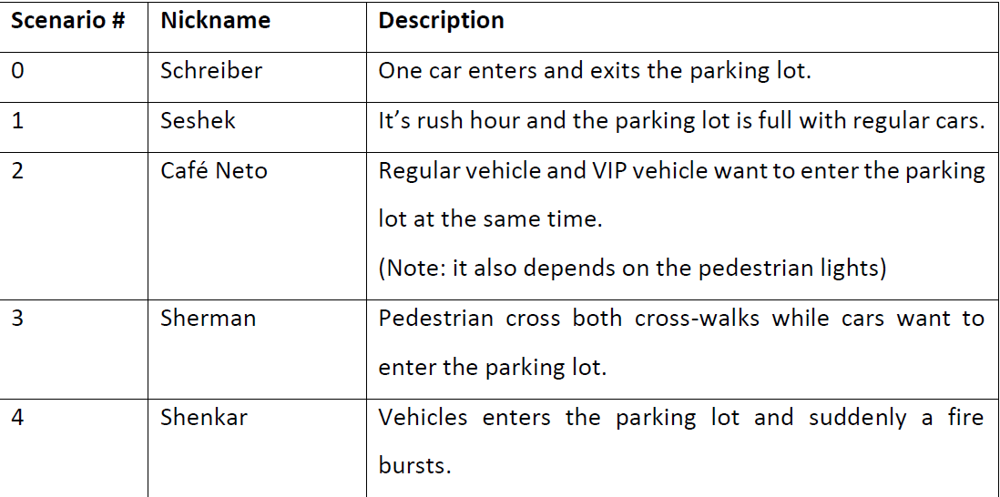 Scenario # Nickname Description
0 Schreiber One car enters and exits the parking lot.
1 Seshek It’s rush hour and the parking lot is full with regular cars.
2 Café Neto Regular vehicle and VIP vehicle want to enter the parking
lot at the same time.
(Note: it also depends on the pedestrian lights)
3 Sherman Pedestrian cross both cross-walks while cars want to
enter the parking lot.
4 Shenkar Vehicles enters the parking lot and suddenly a fire
bursts.